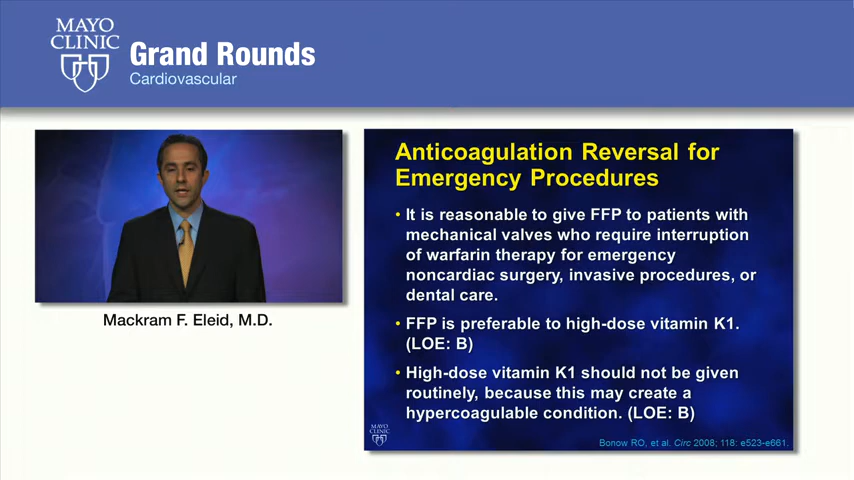 MAYO
CLINIC
Grand Rounds
Cardiovascular
Mackram F. Eleid, M.D.
Anticoagulation Reversal for
Emergency Procedures
• It is reasonable to give FFP to patients with
mechanical valves who require interruption
of warfarin therapy for emergency
noncardiac surgery, invasive procedures, or
dental care.
• FFP is preferable to high-dose vitamin K1.
(LOE: B)
• High-dose vitamin K1 should not be given
routinely, because this may create a
hypercoagulable condition. (LOE: B)
MAYO
CLINIC
Bonow RO, et al. Circ 2008; 118: e523-e661.